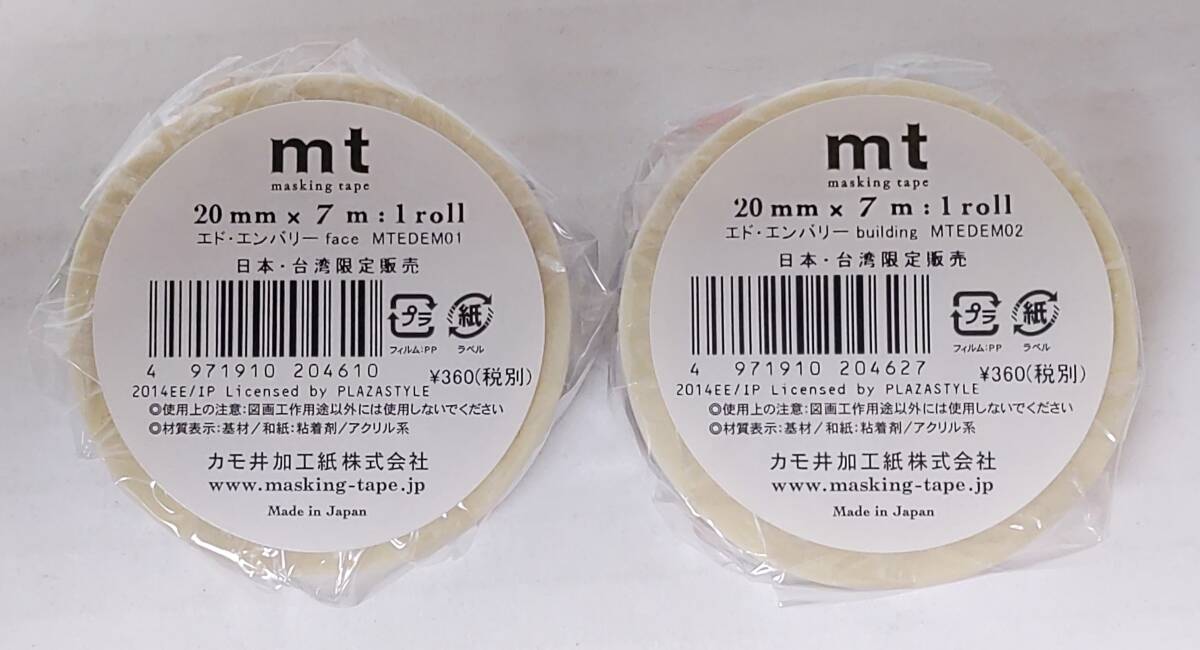 mt
masking tape
20mm×7 m:1roll
エド・エンバリー face MTEDEM01
日本・台湾限定販売
プラ
紙
フィルム:PP
ラベル
4 971910 204610
¥360(税別)
2014EE/IP Licensed by PLAZASTYLE
◎使用上の注意:図画工作用途以外には使用しないでください
◎材質表示:基材/和紙:粘着剤/アクリル系
カモ井加工紙株式会社
www.masking-tape.jp
Made in Japan
mt
masking tape
20mm×7 m:1roll
エド・エンバリー building MTEDEM02
日本・台湾限定販売
プラ
紙
フィルム:PP
ラベル
4 971910 204627
¥360(税別)
2014EE/IP Licensed by PLAZASTYLE
◎使用上の注意:図画工作用途以外には使用しないでください
◎材質表示:基材/和紙:粘着剤/アクリル系
カモ井加工紙株式会社
www.masking-tape.jp
Made in Japan